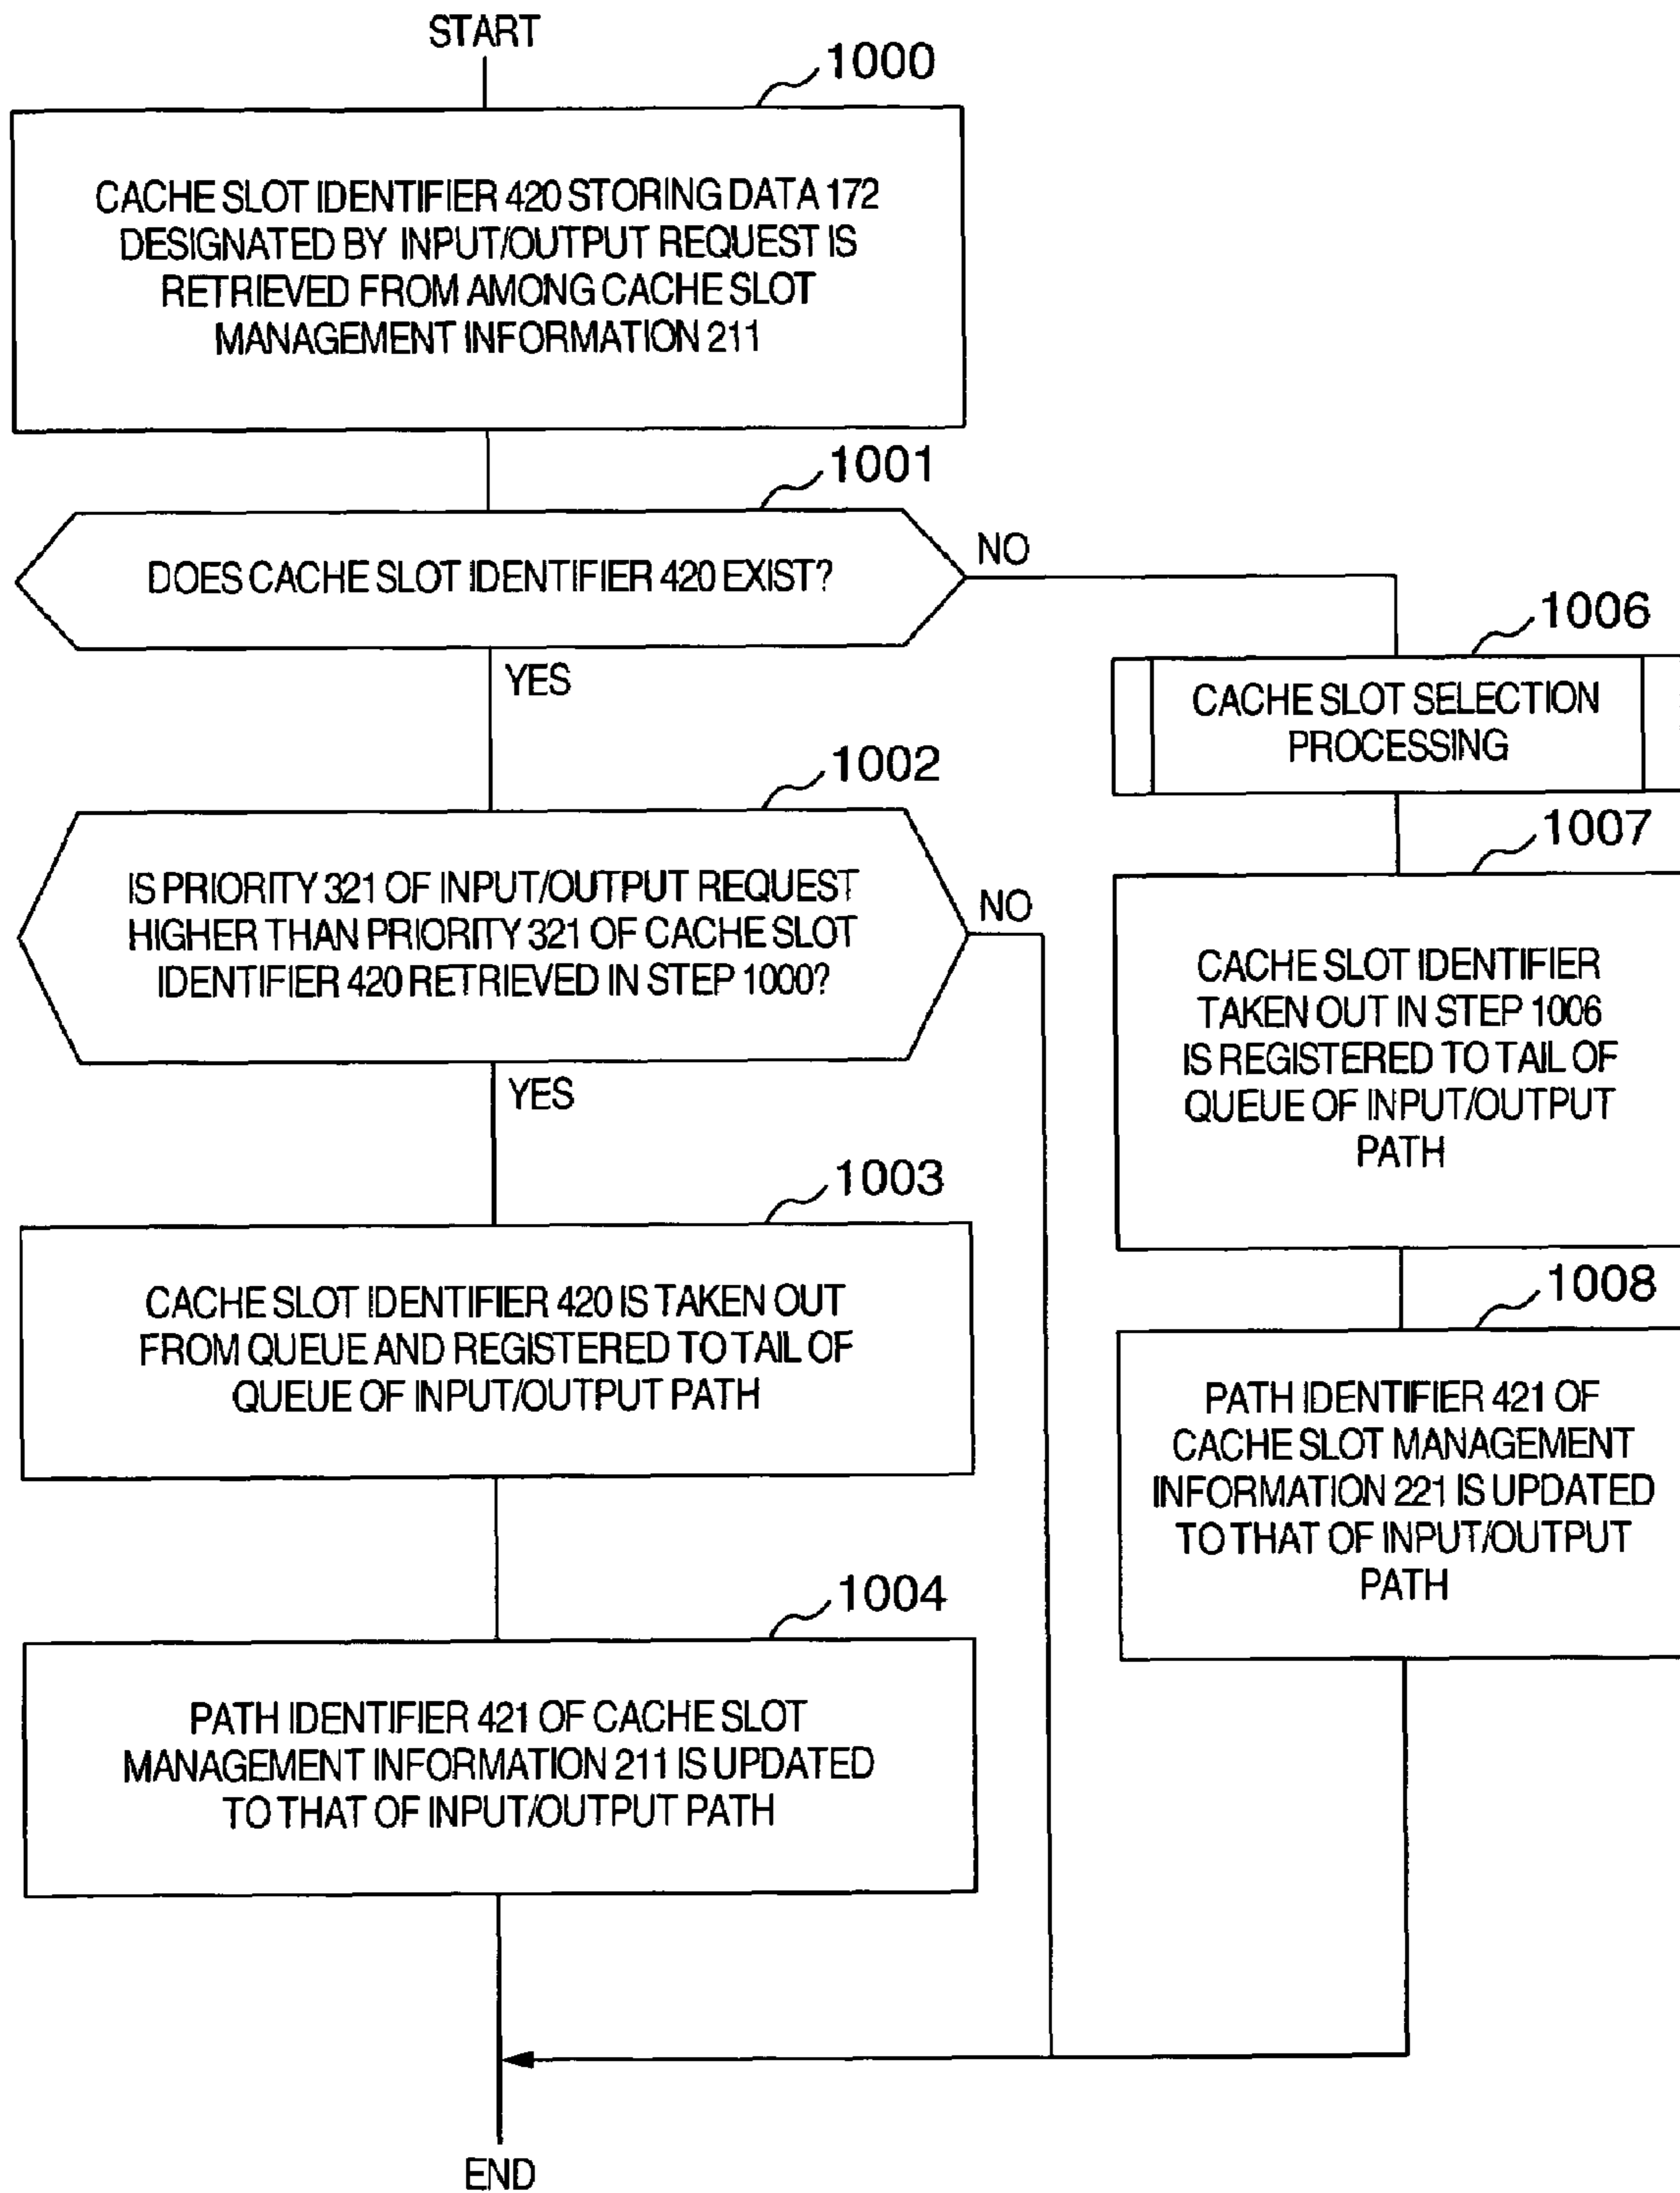 START
1000
CACHE SLOT IDENTIFIER 420 STORING DATA 172
DESIGNATED BY INPUT/OUTPUT REQUEST IS
RETRIEVED FROM AMONG CACHE SLOT
MANAGEMENT INFORMATION 211
1001
DOES CACHE SLOT IDENTIFIER 420 EXIST?
NO
YES
1002
IS PRIORITY 321 OF INPUT/OUTPUT REQUEST
HIGHER THAN PRIORITY 321 OF CACHE SLOT
IDENTIFIER 420 RETRIEVED IN STEP 1000?
NO
YES
1003
CACHE SLOT IDENTIFIER 420 IS TAKEN OUT
FROM QUEUE AND REGISTERED TO TAIL OF
QUEUE OF INPUT/OUTPUT PATH
1004
PATH IDENTIFIER 421 OF CACHE SLOT
MANAGEMENT INFORMATION 211 IS UPDATED
TO THAT OF INPUT/OUTPUT PATH
1006
CACHE SLOT SELECTION
PROCESSING
1007
CACHE SLOT IDENTIFIER
TAKEN OUT IN STEP 1006
IS REGISTERED TO TAIL OF
QUEUE OF INPUT/OUTPUT
PATH
1008
PATH IDENTIFIER 421 OF
CACHE SLOT MANAGEMENT
INFORMATION 221 IS UPDATED
TO THAT OF INPUT/OUTPUT
PATH
END